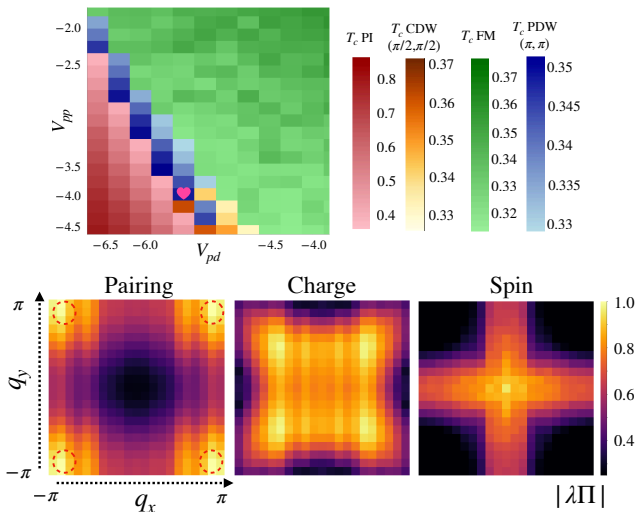 T_c PI
T_c CDW
(π/2,π/2)
T_c FM
T_c PDW
(π, π)
V_pp
−2.0
−2.5
−3.5
−4.0
−4.5
−6.5
−6.0
−4.5
−4.0
V_pd
0.8
0.7
0.6
0.5
0.4
0.37
0.36
0.35
0.34
0.33
0.37
0.36
0.35
0.34
0.33
0.32
0.35
0.345
0.34
0.335
0.33
Pairing
Charge
Spin
π
q_y
−π
−π
q_x
π
1.0
0.8
0.6
0.4
|λΠ|